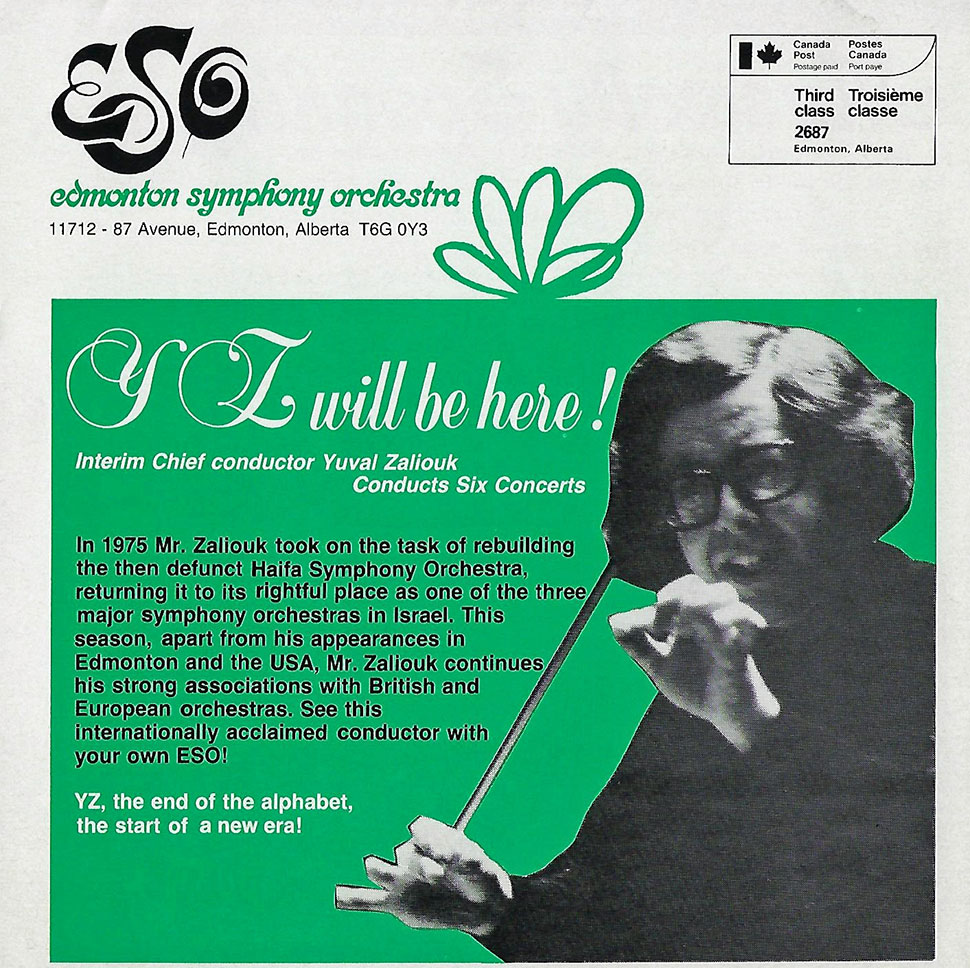 ESO
edmonton symphony orchestra
11712 - 87 Avenue, Edmonton, Alberta T6G 0Y3
Canada Post
Postage paid
Postes Canada
Port paye
Third class
Troisième classe
2687
Edmonton, Alberta
YZ will be here!
Interim Chief conductor Yuval Zaliouk
Conducts Six Concerts
In 1975 Mr. Zaliouk took on the task of rebuilding
the then defunct Haifa Symphony Orchestra,
returning it to its rightful place as one of the three
major symphony orchestras in Israel. This
season, apart from his appearances in
Edmonton and the USA, Mr. Zaliouk continues
his strong associations with British and
European orchestras. See this
internationally acclaimed conductor with
your own ESO!
YZ, the end of the alphabet,
the start of a new era!